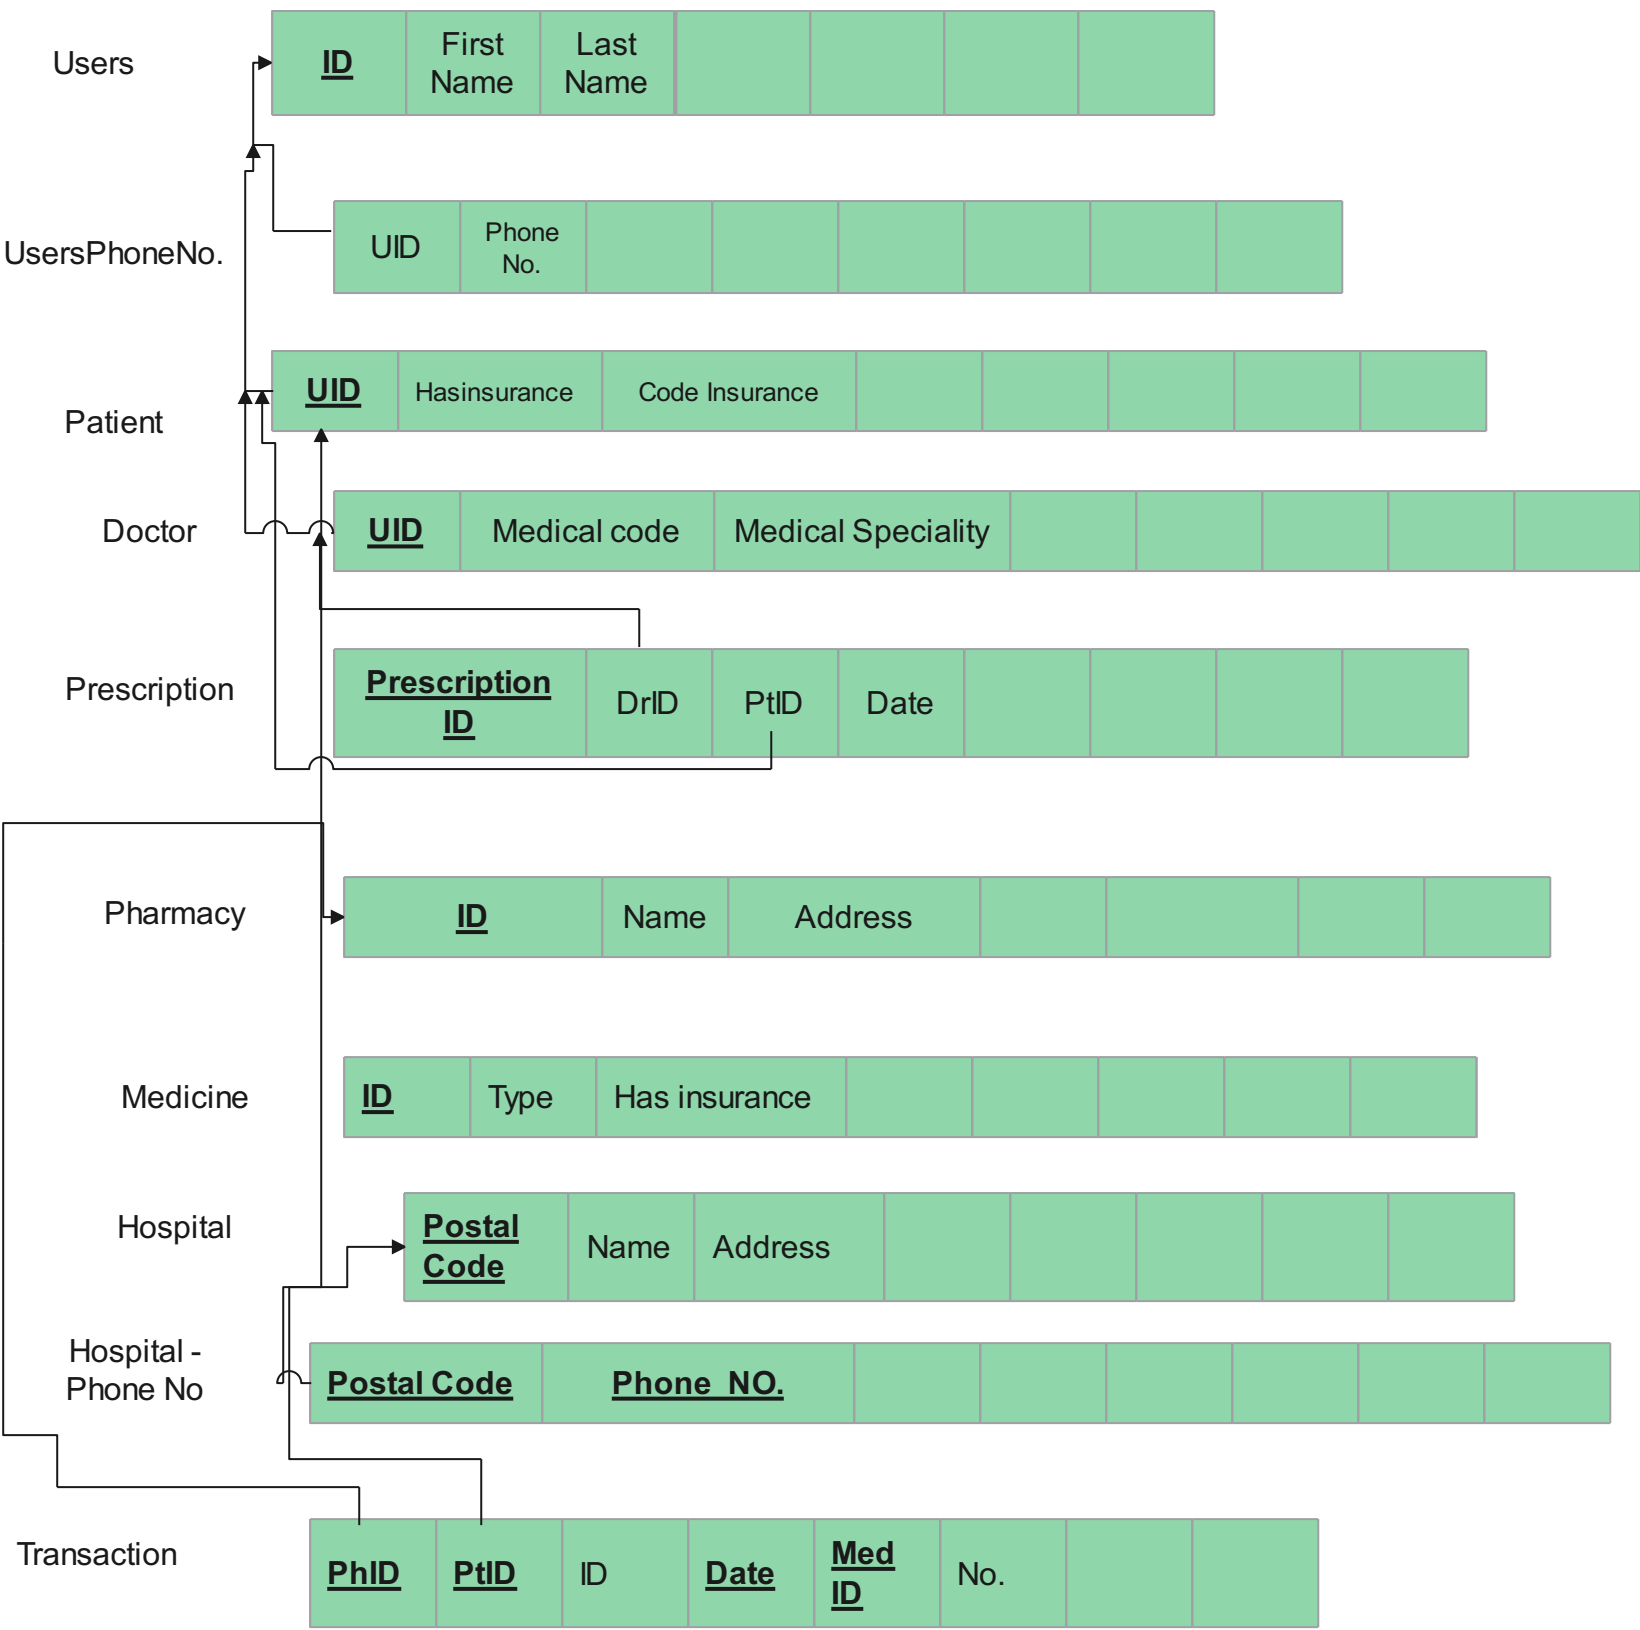 Users
ID
First
Name
Last
Name
UsersPhoneNo.
UID
Phone
No.
Patient
UID
Hasinsurance
Code Insurance
Doctor
UID
Medical code
Medical Speciality
Prescription
Prescription
ID
DrID
PtID
Date
Pharmacy
ID
Name
Address
Medicine
ID
Type
Has insurance
Hospital
Postal
Code
Name
Address
Hospital -
Phone No
Postal Code
Phone NO.
Transaction
PhID
PtID
ID
Date
Med
ID
No.